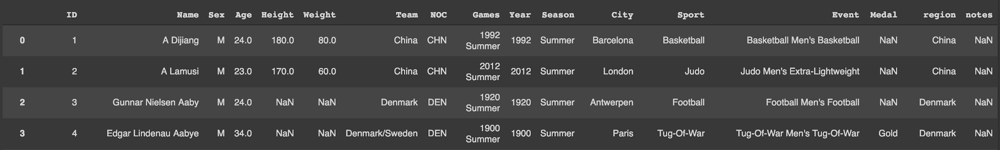 ID Name Sex Age Height Weight Team NOC Games Year Season City Sport Event Medal region notes
0 1 A Dijiang M 24.0 180.0 80.0 China CHN 1992 Summer 1992 Summer Barcelona Basketball Basketball Men's Basketball NaN China NaN
1 2 A Lamusi M 23.0 170.0 60.0 China CHN 2012 Summer 2012 Summer London Judo Judo Men's Extra-Lightweight NaN China NaN
2 3 Gunnar Nielsen Aaby M 24.0 NaN NaN Denmark DEN 1920 Summer 1920 Summer Antwerpen Football Football Men's Football NaN Denmark NaN
3 4 Edgar Lindenau Aabye M 34.0 NaN NaN Denmark/Sweden DEN 1900 Summer 1900 Summer Paris Tug-Of-War Tug-Of-War Men's Tug-Of-War Gold Denmark NaN